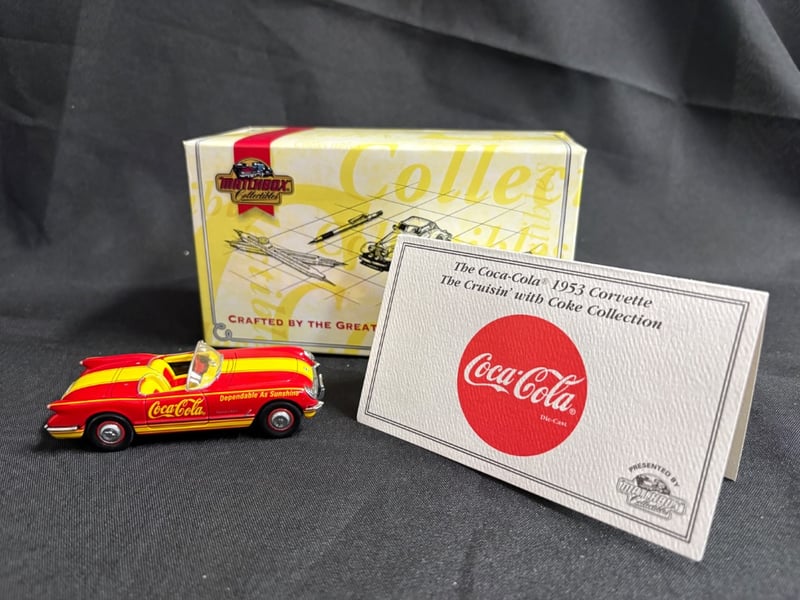 MATCHBOX
Collectibles
Collecti
CRAFTED BY THE GREAT
The Coca-Cola® 1953 Corvette
The Cruisin' with Coke Collection
Coca-Cola®
Die-Cast
PRESENTED BY
MATCHBOX
Collectibles
Coca-Cola
Dependable As Sunshine